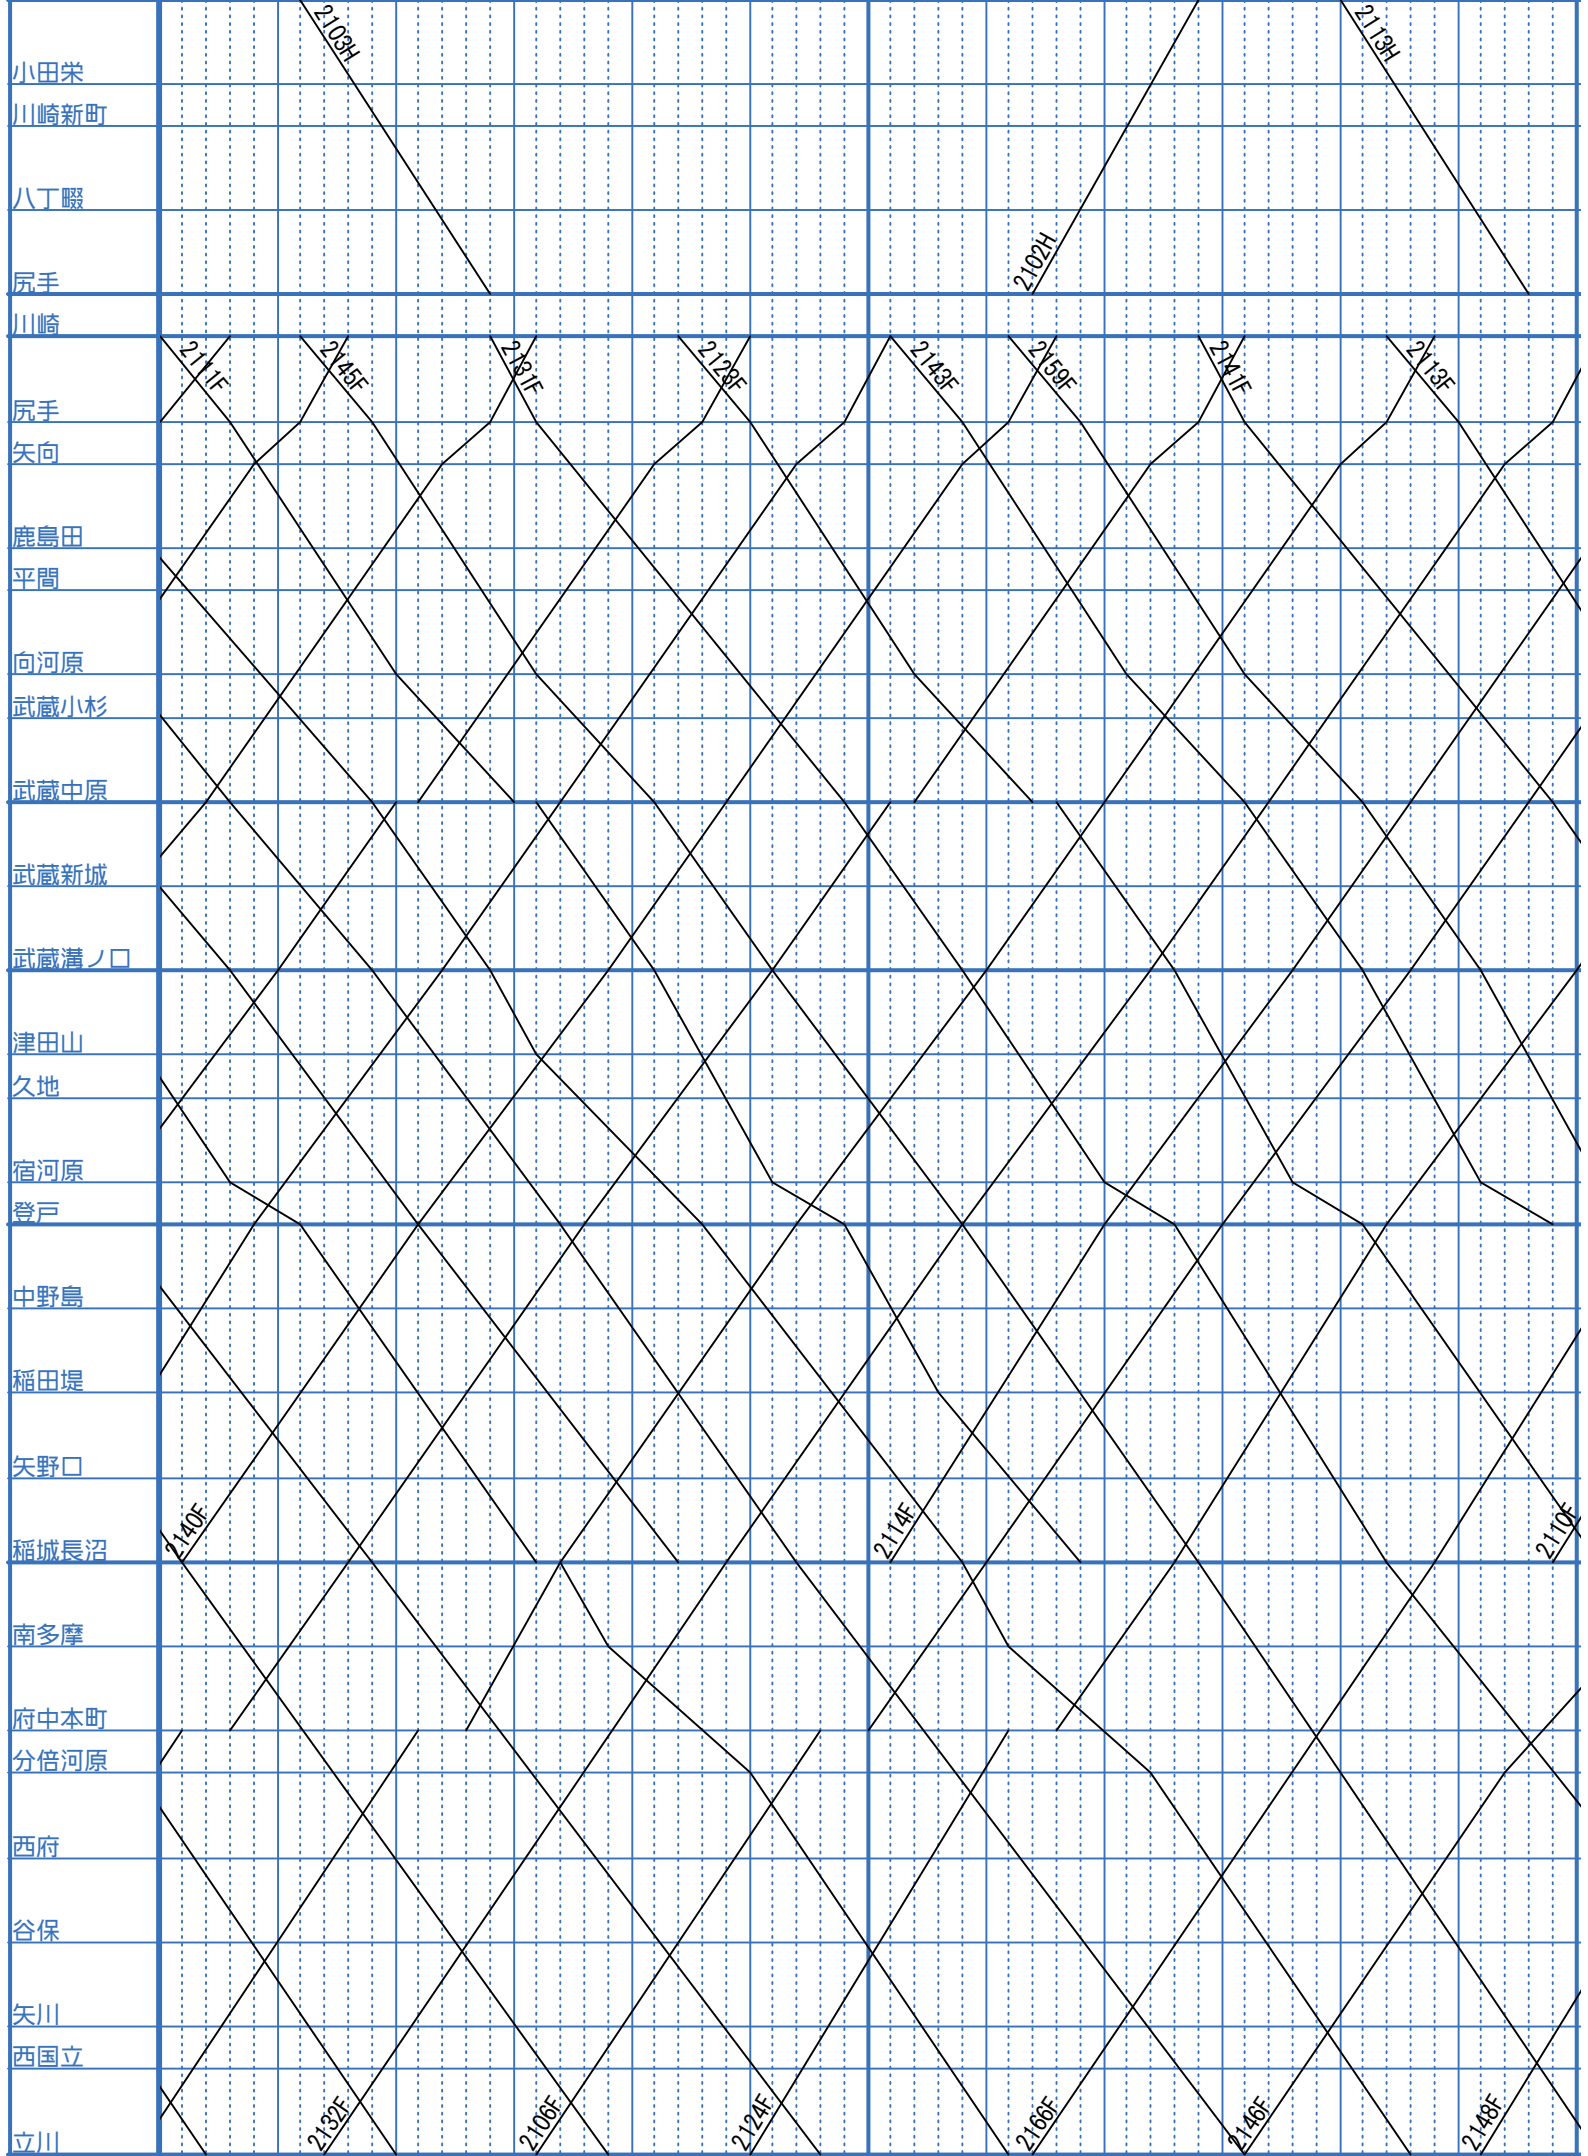 2103H
2113H
小田栄
川崎新町
八丁畷
2102H
尻手
川崎
2111F
2145F
2131F
2123F
2143F
2159F
2141F
2113F
尻手
矢向
鹿島田
平間
向河原
武蔵小杉
武蔵中原
武蔵新城
武蔵溝ノ口
津田山
久地
宿河原
登戸
中野島
稲田堤
矢野口
2140F
2114F
2110F
稲城長沼
南多摩
府中本町
分倍河原
西府
谷保
矢川
西国立
2132F
2106F
2124F
2166F
2146F
2148F
立川